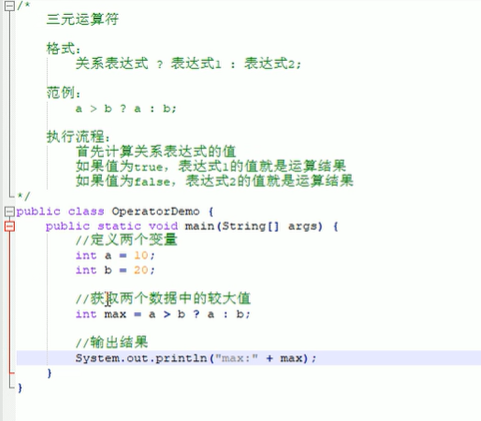 /*
三元运算符
格式：
关系表达式 ? 表达式1 : 表达式2;
范例：
a > b ? a : b;
执行流程：
首先计算关系表达式的值
如果值为true，表达式1的值就是运算结果
如果值为false，表达式2的值就是运算结果
*/
public class OperatorDemo {
public static void main(String[] args) {
//定义两个变量
int a = 10;
int b = 20;
//获取两个数据中的较大值
int max = a > b ? a : b;
//输出结果
System.out.println("max:" + max);
}
}